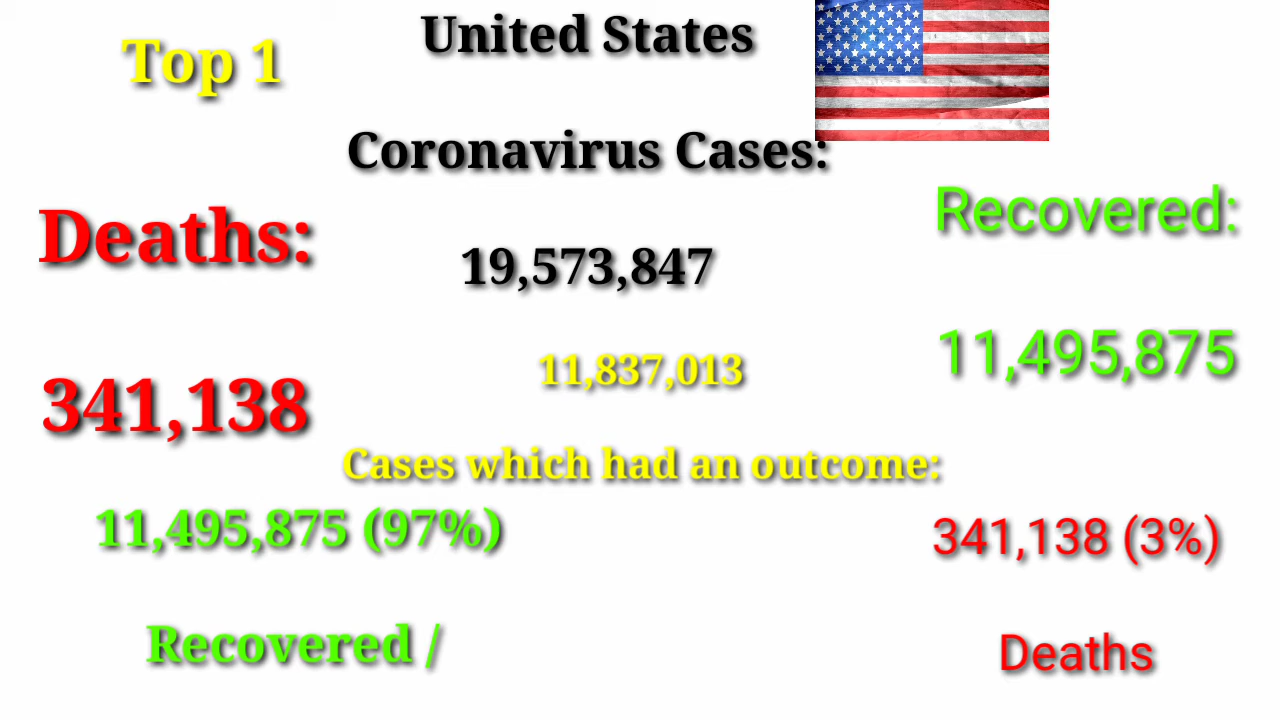 Top 1
United States
Coronavirus Cases:
19,573,847
Deaths:
341,138
Recovered:
11,495,875
11,837,013
Cases which had an outcome:
11,495,875 (97%)
Recovered /
341,138 (3%)
Deaths